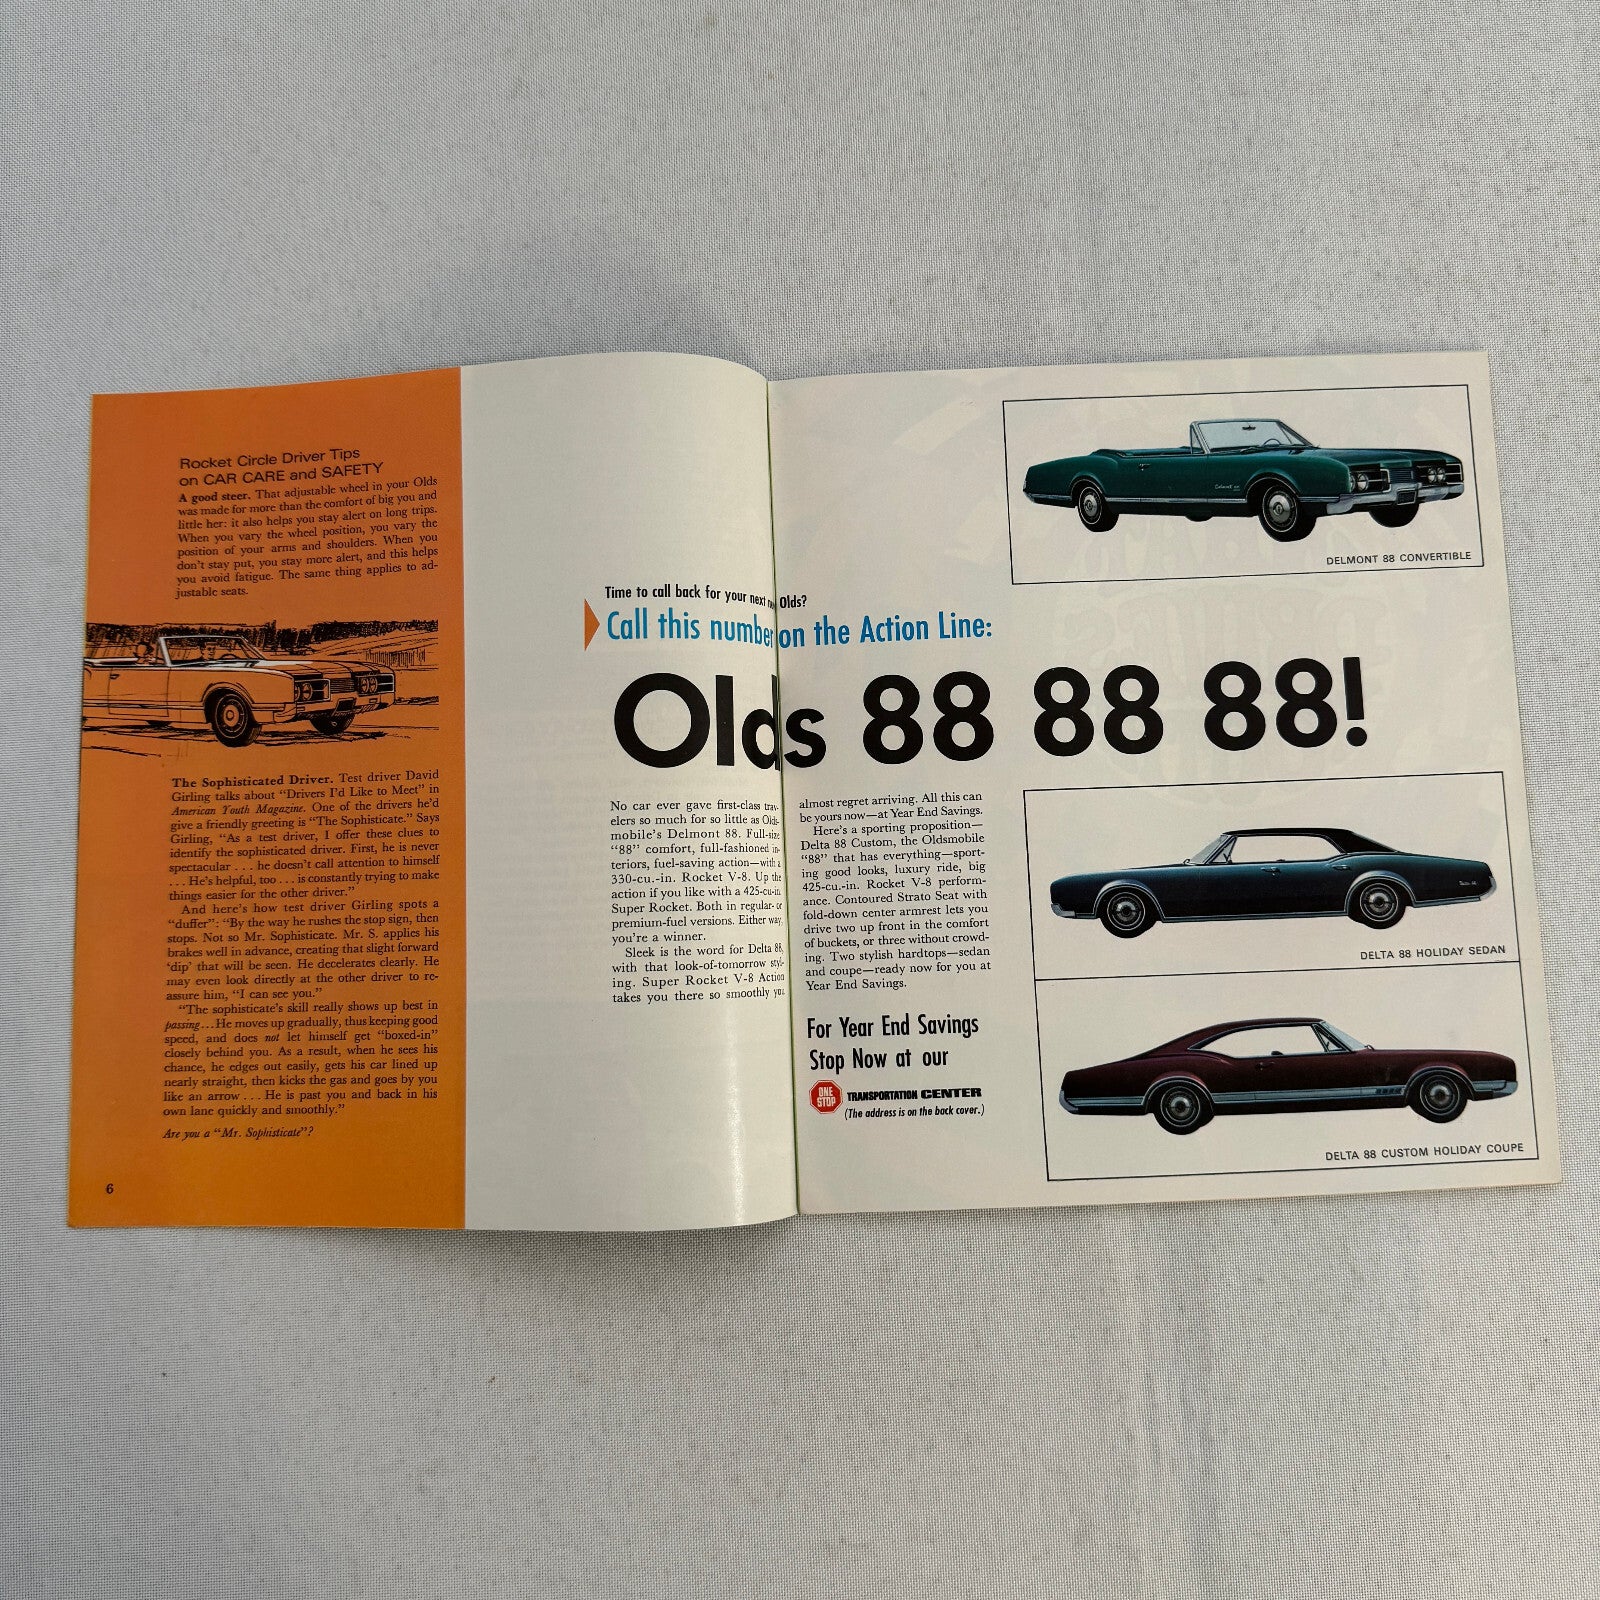 Rocket Circle Driver Tips
on CAR CARE and SAFETY
A good steer. That adjustable wheel in your Olds
was made for more than the comfort of big you and
little her: it also helps you stay alert on long trips.
When you vary the wheel position, you vary the
position of your arms and shoulders. When you
don't stay put, you stay more alert, and this helps
you avoid fatigue. The same thing applies to ad-
justable seats.
The Sophisticated Driver. Test driver David
Girling talks about "Drivers I'd Like to Meet" in
American Youth Magazine. One of the drivers he'd
give a friendly greeting is "The Sophisticate." Says
Girling, "As a test driver, I offer these clues to
identify the sophisticated driver. First, he is never
spectacular . . . he doesn't call attention to himself
. . . He's helpful, too . . . is constantly trying to make
things easier for the other driver."
And here's how test driver Girling spots a
"duffer": "By the way he rushes the stop sign, then
stops. Not so Mr. Sophisticate. Mr. S. applies his
brakes well in advance, creating that slight forward
'dip' that will be seen. He decelerates clearly. He
may even look directly at the other driver to re-
assure him, "I can see you."
"The sophisticate's skill really shows up best in
passing . . . He moves up gradually, thus keeping good
speed, and does not let himself get "boxed-in"
closely behind you. As a result, when he sees his
chance, he edges out easily, gets his car lined up
nearly straight, then kicks the gas and goes by you
like an arrow . . . He is past you and back in his
own lane quickly and smoothly."
Are you a "Mr. Sophisticate"?
6
Time to call back for your next Olds?
Call this number on the Action Line:
Olds 88 88 88!
No car ever gave first-class trav-
elers so much for so little as Olds-
mobile's Delmont 88. Full-size
"88" comfort, full-fashioned in-
teriors, fuel-saving action—with a
330-cu.-in. Rocket V-8. Up the
action if you like with a 425-cu-in.
Super Rocket. Both in regular- or
premium-fuel versions. Either way,
you're a winner.
Sleek is the word for Delta 88,
with that look-of-tomorrow styl-
ing. Super Rocket V-8 Action
takes you there so smoothly you
almost regret arriving. All this can
be yours now—at Year End Savings.
Here's a sporting proposition—
Delta 88 Custom, the Oldsmobile
"88" that has everything—sport-
ing good looks, luxury ride, big
425-cu.-in. Rocket V-8 perform-
ance. Contoured Strato Seat with
fold-down center armrest lets you
drive two up front in the comfort
of buckets, or three without crowd-
ing. Two stylish hardtops—sedan
and coupe—ready now for you at
Year End Savings.
For Year End Savings
Stop Now at our
ONE
STOP
TRANSPORTATION CENTER
(The address is on the back cover.)
DELMONT 88 CONVERTIBLE
DELTA 88 HOLIDAY SEDAN
DELTA 88 CUSTOM HOLIDAY COUPE